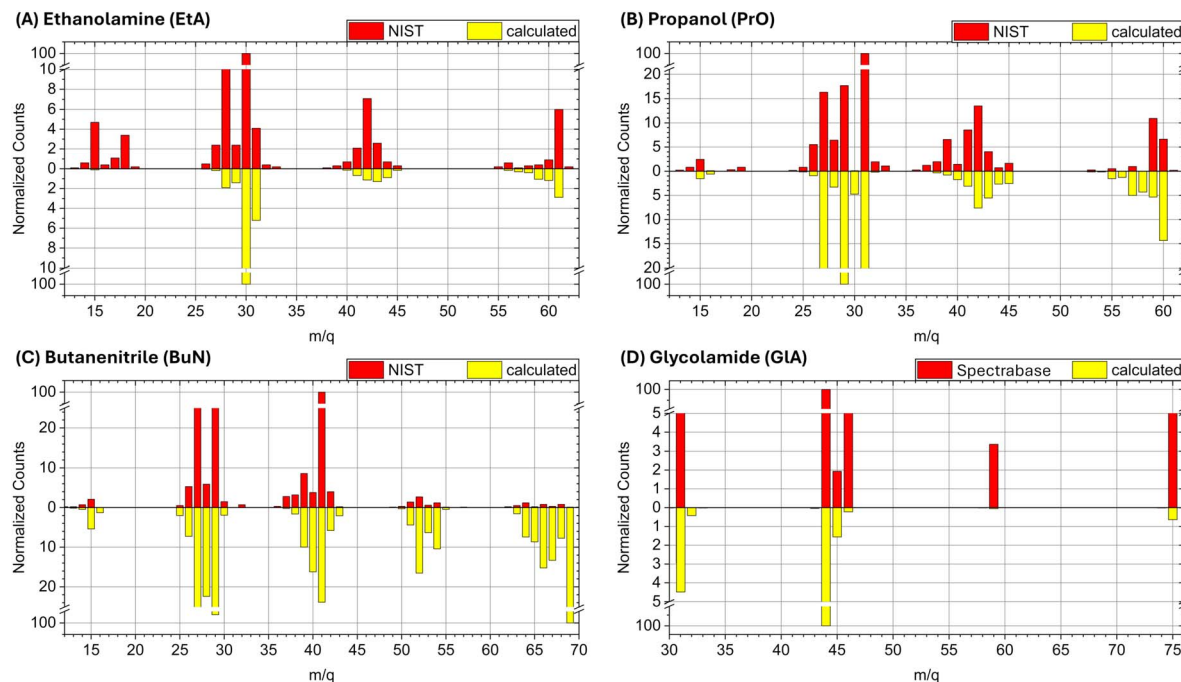 (A) Ethanolamine (EtA)
NIST calculated
100
10
8
6
4
2
0
2
4
6
8
10
100
Normalized Counts
15 20 25 30 35 40 45 50 55 60
m/q
(B) Propanol (PrO)
NIST calculated
100
20
15
10
5
0
5
10
15
20
100
Normalized Counts
15 20 25 30 35 40 45 50 55 60
m/q
(C) Butanenitrile (BuN)
NIST calculated
100
20
10
0
10
20
100
Normalized Counts
15 20 25 30 35 40 45 50 55 60 65 70
m/q
(D) Glycolamide (GlA)
Spectrabase calculated
100
5
4
3
2
1
0
1
2
3
4
5
100
Normalized Counts
30 35 40 45 50 55 60 65 70 75
m/q